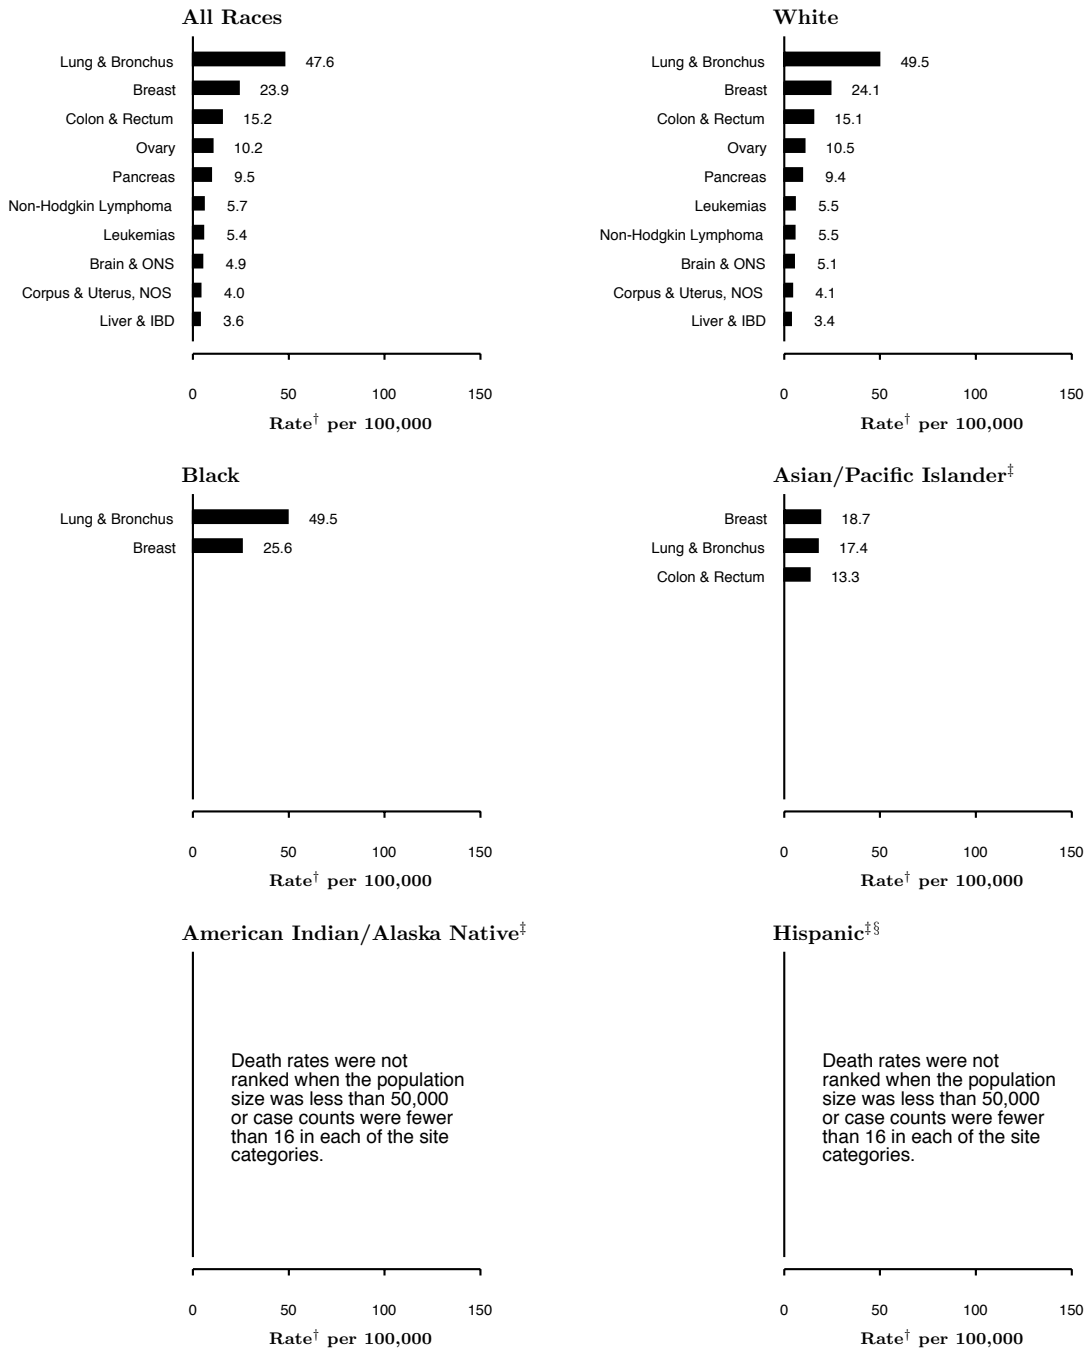 All Races
Lung & Bronchus 47.6
Breast 23.9
Colon & Rectum 15.2
Ovary 10.2
Pancreas 9.5
Non-Hodgkin Lymphoma 5.7
Leukemias 5.4
Brain & ONS 4.9
Corpus & Uterus, NOS 4.0
Liver & IBD 3.6
0 50 100 150
Rate† per 100,000
White
Lung & Bronchus 49.5
Breast 24.1
Colon & Rectum 15.1
Ovary 10.5
Pancreas 9.4
Leukemias 5.5
Non-Hodgkin Lymphoma 5.5
Brain & ONS 5.1
Corpus & Uterus, NOS 4.1
Liver & IBD 3.4
0 50 100 150
Rate† per 100,000
Black
Lung & Bronchus 49.5
Breast 25.6
0 50 100 150
Rate† per 100,000
Asian/Pacific Islander‡
Breast 18.7
Lung & Bronchus 17.4
Colon & Rectum 13.3
0 50 100 150
Rate† per 100,000
American Indian/Alaska Native‡
Death rates were not
ranked when the population
size was less than 50,000
or case counts were fewer
than 16 in each of the site
categories.
0 50 100 150
Rate† per 100,000
Hispanic‡§
Death rates were not
ranked when the population
size was less than 50,000
or case counts were fewer
than 16 in each of the site
categories.
0 50 100 150
Rate† per 100,000